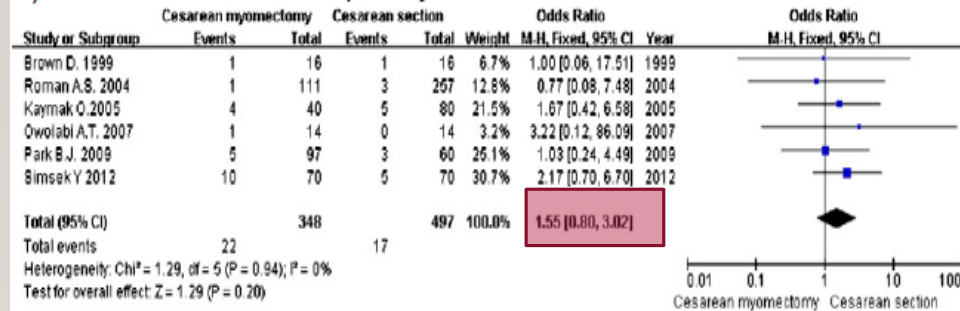 Cesarean myomectomy Cesarean section Odds Ratio Odds Ratio
Study or Subgroup Events Total Events Total Weight M-H, Fixed, 95% CI Year M-H, Fixed, 95% CI
Brown D. 1999 1 16 1 16 6.7% 1.00 [0.06, 17.51] 1999
Roman A.S. 2004 1 111 3 257 12.8% 0.77 [0.08, 7.48] 2004
Kaymak O.2005 4 40 5 80 21.5% 1.67 [0.42, 6.58] 2005
Owolabi A.T. 2007 1 14 0 14 3.2% 3.22 [0.12, 86.09] 2007
Park B.J. 2009 5 97 3 60 25.1% 1.03 [0.24, 4.49] 2009
Simsek Y 2012 10 70 5 70 30.7% 2.17 [0.70, 6.70] 2012
Total (95% CI) 348 497 100.0% 1.55 [0.80, 3.02]
Total events 22 17
Heterogeneity: Chi² = 1.29, df = 5 (P = 0.94); I² = 0%
Test for overall effect: Z = 1.29 (P = 0.20)
0.01 0.1 1 10 100
Cesarean myomectomy Cesarean section